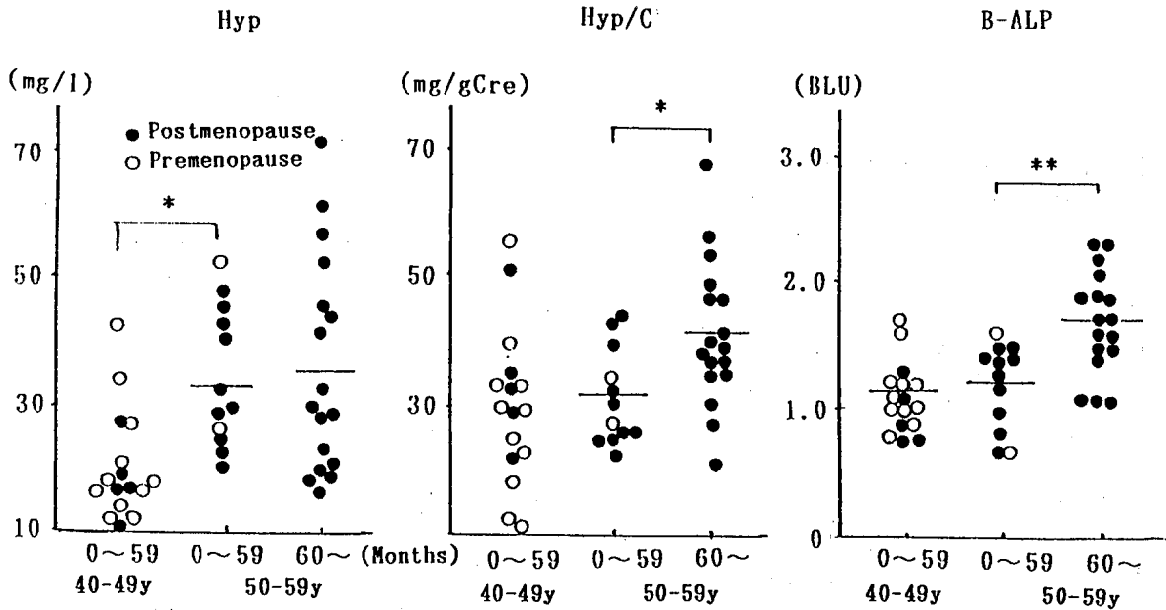 Hyp
Hyp/C
B-ALP
(mg/l)
(mg/gCre)
(BLU)
● Postmenopause
○ Premenopause
70
50
30
10
*
0～59 0～59 60～ (Months)
40-49y 50-59y
70
50
30
*
0～59 0～59 60～
40-49y 50-59y
3.0
2.0
1.0
0
**
0～59 0～59 60～
40-49y 50-59y